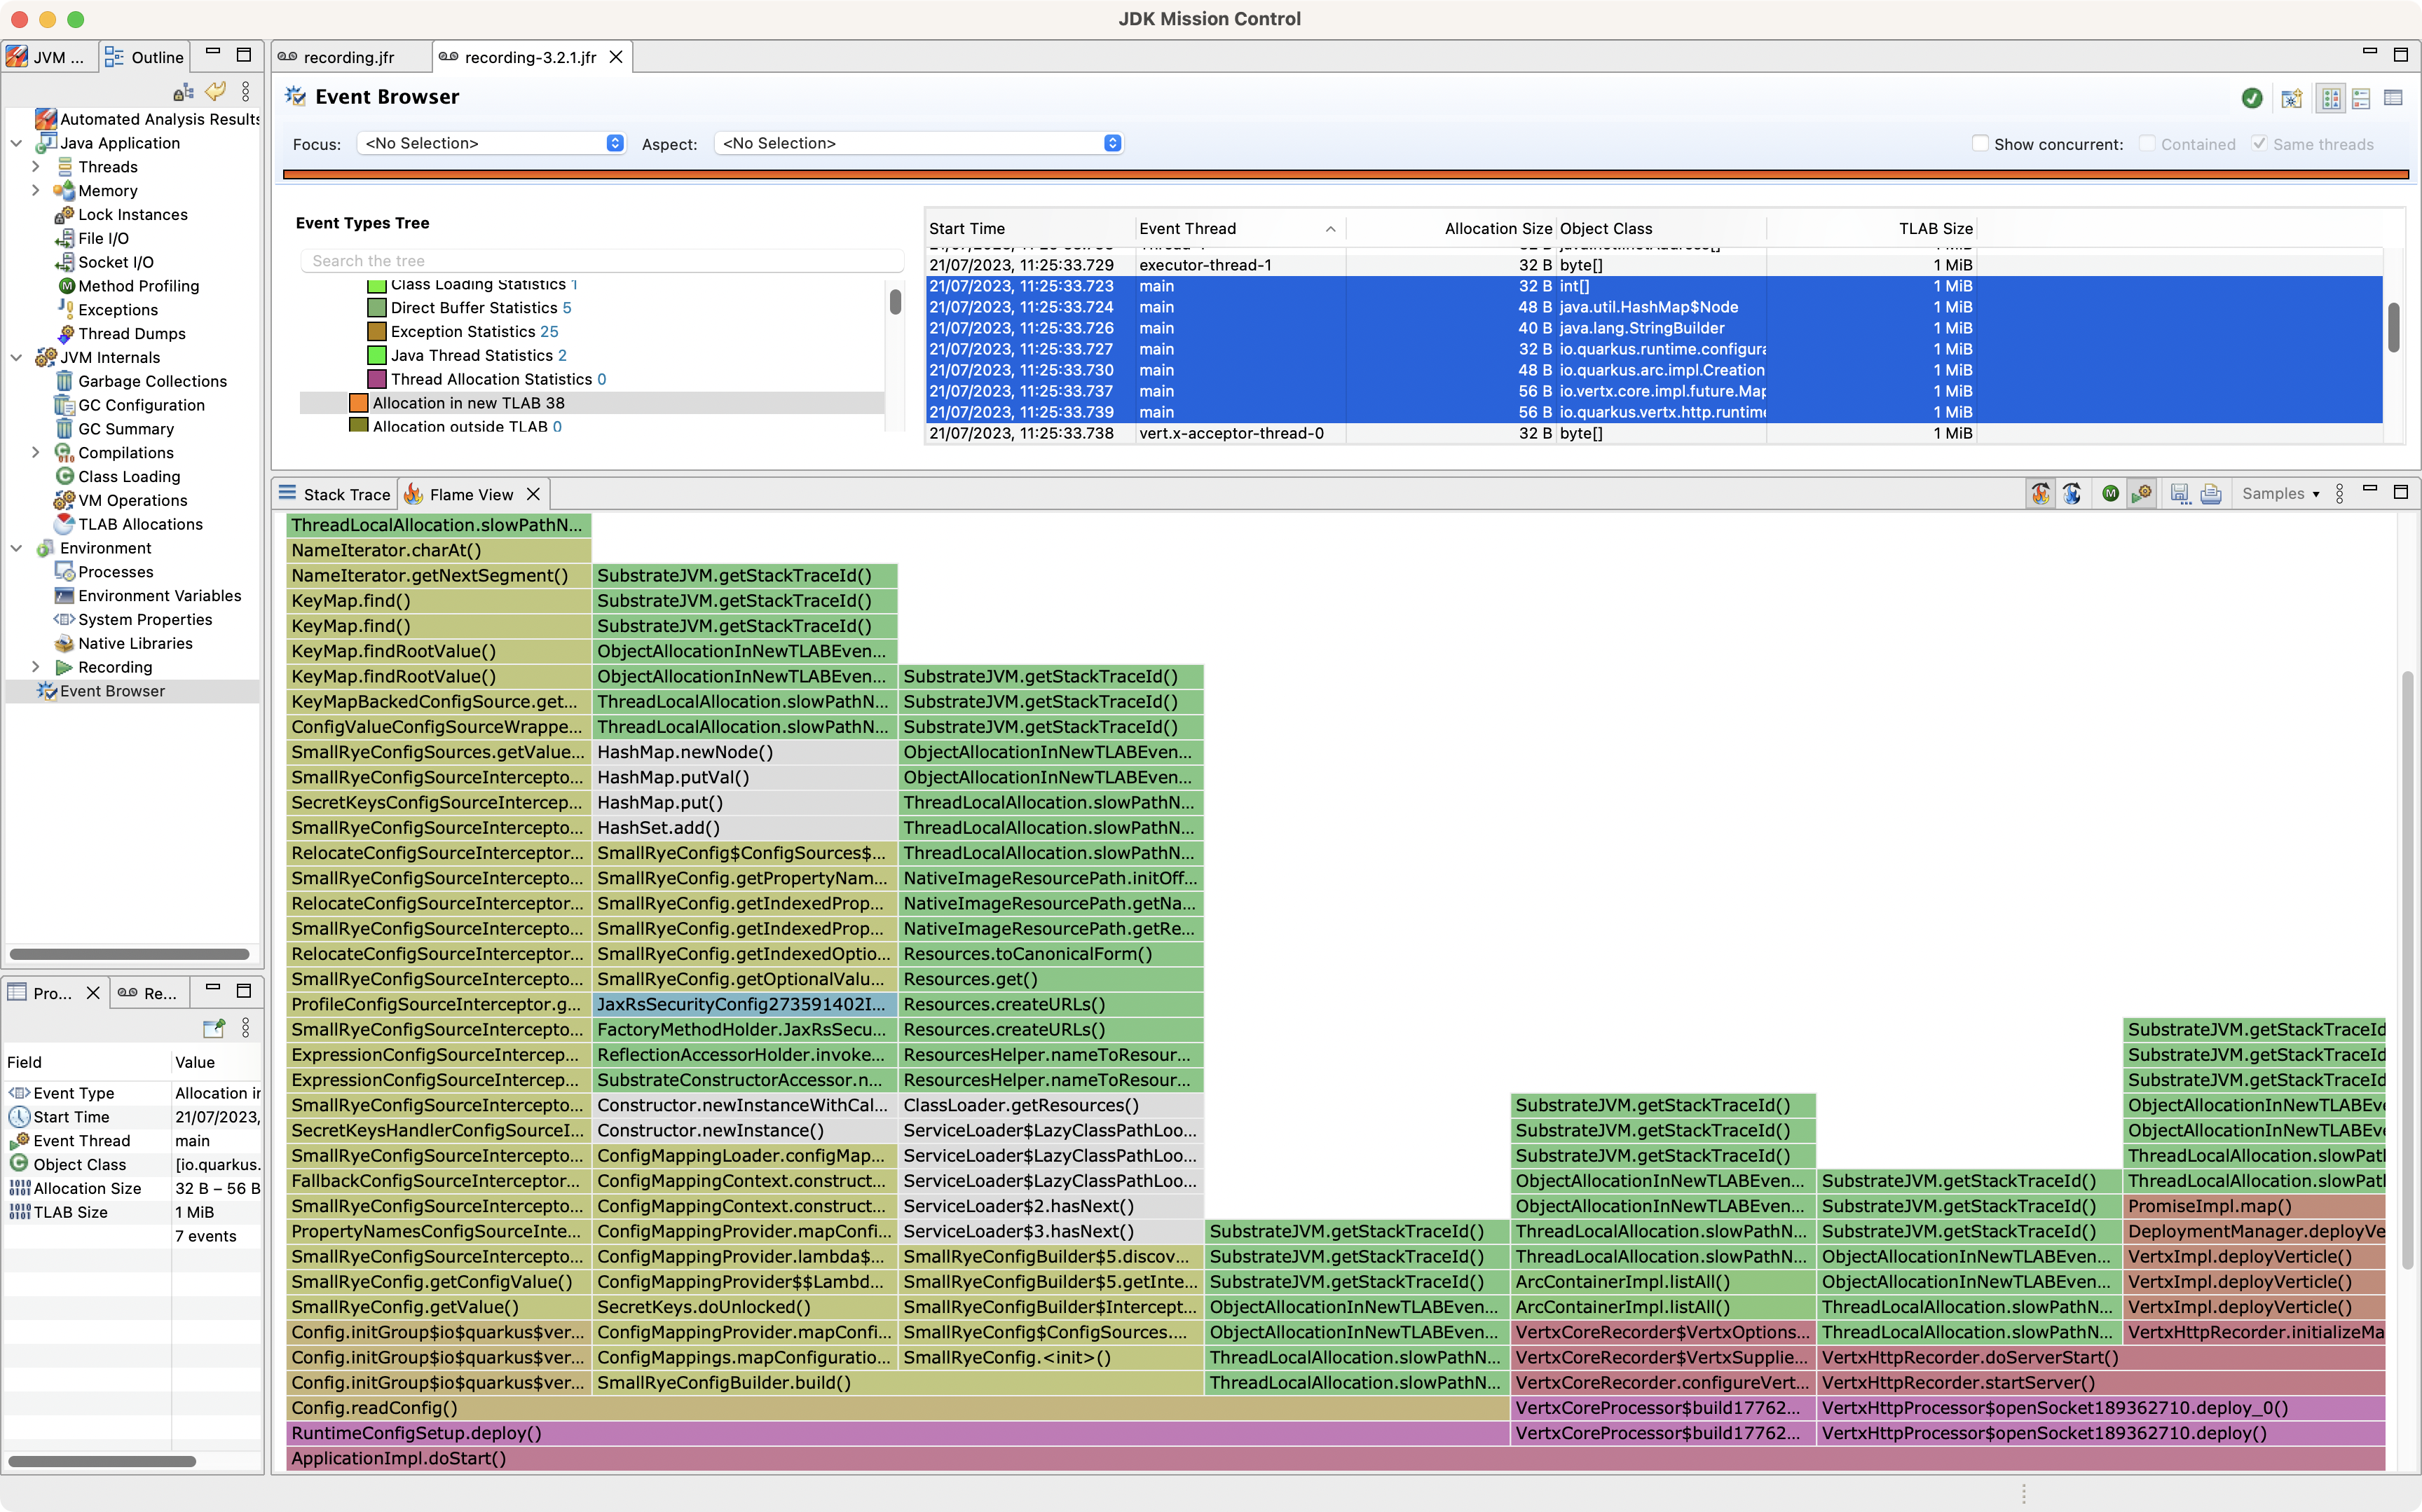 JDK Mission Control
JVM ...
Outline
recording.jfr
recording-3.2.1.jfr
Automated Analysis Results
Java Application
Threads
Memory
Lock Instances
File I/O
Socket I/O
Method Profiling
Exceptions
Thread Dumps
JVM Internals
Garbage Collections
GC Configuration
GC Summary
Compilations
Class Loading
VM Operations
TLAB Allocations
Environment
Processes
Environment Variables
System Properties
Native Libraries
Recording
Event Browser
Pro...
Re...
Field Value
Event Type Allocation in
Start Time 21/07/2023,
Event Thread main
Object Class [io.quarkus.
Allocation Size 32 B – 56 B
TLAB Size 1 MiB
7 events
Event Browser
Focus: <No Selection> Aspect: <No Selection> Show concurrent: Contained Same threads
Event Types Tree
Search the tree
Class Loading Statistics 1
Direct Buffer Statistics 5
Exception Statistics 25
Java Thread Statistics 2
Thread Allocation Statistics 0
Allocation in new TLAB 38
Allocation outside TLAB 0
Start Time Event Thread Allocation Size Object Class TLAB Size
21/07/2023, 11:25:33.729 executor-thread-1 32 B byte[] 1 MiB
21/07/2023, 11:25:33.723 main 32 B int[] 1 MiB
21/07/2023, 11:25:33.724 main 48 B java.util.HashMap$Node 1 MiB
21/07/2023, 11:25:33.726 main 40 B java.lang.StringBuilder 1 MiB
21/07/2023, 11:25:33.727 main 32 B io.quarkus.runtime.configura 1 MiB
21/07/2023, 11:25:33.730 main 48 B io.quarkus.arc.impl.Creation 1 MiB
21/07/2023, 11:25:33.737 main 56 B io.vertx.core.impl.future.Map 1 MiB
21/07/2023, 11:25:33.739 main 56 B io.quarkus.vertx.http.runtime 1 MiB
21/07/2023, 11:25:33.738 vert.x-acceptor-thread-0 32 B byte[] 1 MiB
Stack Trace
Flame View
Samples
ThreadLocalAllocation.slowPathN...
NameIterator.charAt()
NameIterator.getNextSegment() SubstrateJVM.getStackTraceId()
KeyMap.find() SubstrateJVM.getStackTraceId()
KeyMap.find() SubstrateJVM.getStackTraceId()
KeyMap.findRootValue() ObjectAllocationInNewTLABEven...
KeyMap.findRootValue() ObjectAllocationInNewTLABEven... SubstrateJVM.getStackTraceId()
KeyMapBackedConfigSource.get... ThreadLocalAllocation.slowPathN... SubstrateJVM.getStackTraceId()
ConfigValueConfigSourceWrappe... ThreadLocalAllocation.slowPathN... SubstrateJVM.getStackTraceId()
SmallRyeConfigSources.getValue... HashMap.newNode() ObjectAllocationInNewTLABEven...
SmallRyeConfigSourceIntercepto... HashMap.putVal() ObjectAllocationInNewTLABEven...
SecretKeysConfigSourceIntercep... HashMap.put() ThreadLocalAllocation.slowPathN...
SmallRyeConfigSourceIntercepto... HashSet.add() ThreadLocalAllocation.slowPathN...
RelocateConfigSourceInterceptor... SmallRyeConfig$ConfigSources$... ThreadLocalAllocation.slowPathN...
SmallRyeConfigSourceIntercepto... SmallRyeConfig.getPropertyNam... NativeImageResourcePath.initOff...
RelocateConfigSourceInterceptor... SmallRyeConfig.getIndexedProp... NativeImageResourcePath.getNa...
SmallRyeConfigSourceIntercepto... SmallRyeConfig.getIndexedProp... NativeImageResourcePath.getRe...
RelocateConfigSourceInterceptor... SmallRyeConfig.getIndexedOptio... Resources.toCanonicalForm()
SmallRyeConfigSourceIntercepto... SmallRyeConfig.getOptionalValu... Resources.get()
ProfileConfigSourceInterceptor.g... JaxRsSecurityConfig273591402I... Resources.createURLs()
SmallRyeConfigSourceIntercepto... FactoryMethodHolder.JaxRsSecu... Resources.createURLs() SubstrateJVM.getStackTraceId
ExpressionConfigSourceIntercep... ReflectionAccessorHolder.invoke... ResourcesHelper.nameToResour... SubstrateJVM.getStackTraceId
ExpressionConfigSourceIntercep... SubstrateConstructorAccessor.n... ResourcesHelper.nameToResour... SubstrateJVM.getStackTraceId
SmallRyeConfigSourceIntercepto... Constructor.newInstanceWithCal... ClassLoader.getResources() SubstrateJVM.getStackTraceId() ObjectAllocationInNewTLABEve
SecretKeysHandlerConfigSourceI... Constructor.newInstance() ServiceLoader$LazyClassPathLoo... SubstrateJVM.getStackTraceId() ObjectAllocationInNewTLABEve
SmallRyeConfigSourceIntercepto... ConfigMappingLoader.configMap... ServiceLoader$LazyClassPathLoo... SubstrateJVM.getStackTraceId() ThreadLocalAllocation.slowPath
FallbackConfigSourceInterceptor... ConfigMappingContext.construct... ServiceLoader$LazyClassPathLoo... ObjectAllocationInNewTLABEven... SubstrateJVM.getStackTraceId() ThreadLocalAllocation.slowPath
SmallRyeConfigSourceIntercepto... ConfigMappingContext.construct... ServiceLoader$2.hasNext() ObjectAllocationInNewTLABEven... SubstrateJVM.getStackTraceId() PromiseImpl.map()
PropertyNamesConfigSourceInte... ConfigMappingProvider.mapConfi... ServiceLoader$3.hasNext() SubstrateJVM.getStackTraceId() ThreadLocalAllocation.slowPathN... SubstrateJVM.getStackTraceId() DeploymentManager.deployVe
SmallRyeConfigSourceIntercepto... ConfigMappingProvider.lambda$... SmallRyeConfigBuilder$5.discov... SubstrateJVM.getStackTraceId() ThreadLocalAllocation.slowPathN... ObjectAllocationInNewTLABEven... VertxImpl.deployVerticle()
SmallRyeConfig.getConfigValue() ConfigMappingProvider$$Lambd... SmallRyeConfigBuilder$5.getInte... SubstrateJVM.getStackTraceId() ArcContainerImpl.listAll() ObjectAllocationInNewTLABEven... VertxImpl.deployVerticle()
SmallRyeConfig.getValue() SecretKeys.doUnlocked() SmallRyeConfigBuilder$Intercept... ObjectAllocationInNewTLABEven... ArcContainerImpl.listAll() ThreadLocalAllocation.slowPathN... VertxImpl.deployVerticle()
Config.initGroup$io$quarkus$ver... ConfigMappingProvider.mapConfi... SmallRyeConfig$ConfigSources.... ObjectAllocationInNewTLABEven... VertxCoreRecorder$VertxOptions... ThreadLocalAllocation.slowPathN... VertxHttpRecorder.initializeMa
Config.initGroup$io$quarkus$ver... ConfigMappings.mapConfiguratio... SmallRyeConfig.<init>() ThreadLocalAllocation.slowPathN... VertxCoreRecorder$VertxSupplie... VertxHttpRecorder.doServerStart()
Config.initGroup$io$quarkus$ver... SmallRyeConfigBuilder.build() ThreadLocalAllocation.slowPathN... VertxCoreRecorder.configureVert... VertxHttpRecorder.startServer()
Config.readConfig() VertxCoreProcessor$build17762... VertxHttpProcessor$openSocket189362710.deploy_0()
RuntimeConfigSetup.deploy() VertxCoreProcessor$build17762... VertxHttpProcessor$openSocket189362710.deploy()
ApplicationImpl.doStart()